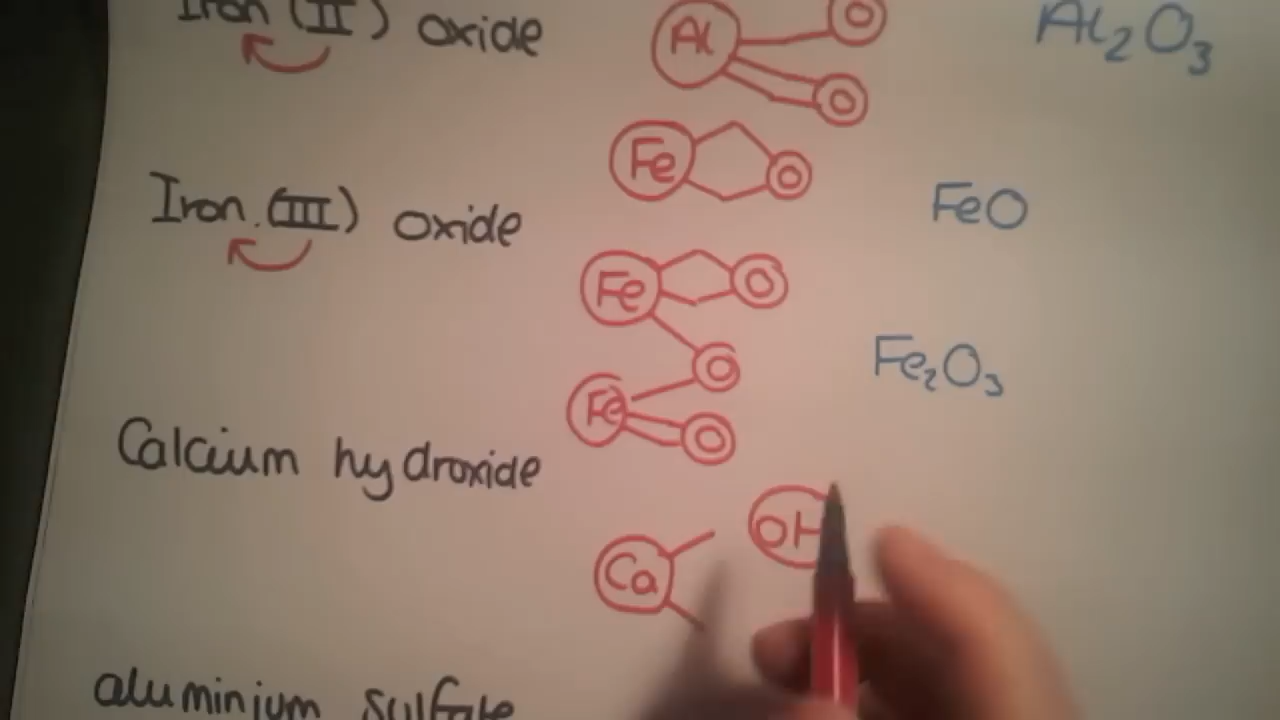 Iron (II) oxide
Al
O
O
Al₂O₃
Fe
O
FeO
Iron (III) oxide
Fe
O
O
Fe
O
Fe₂O₃
Calcium hydroxide
Ca
OH
aluminium sulfate